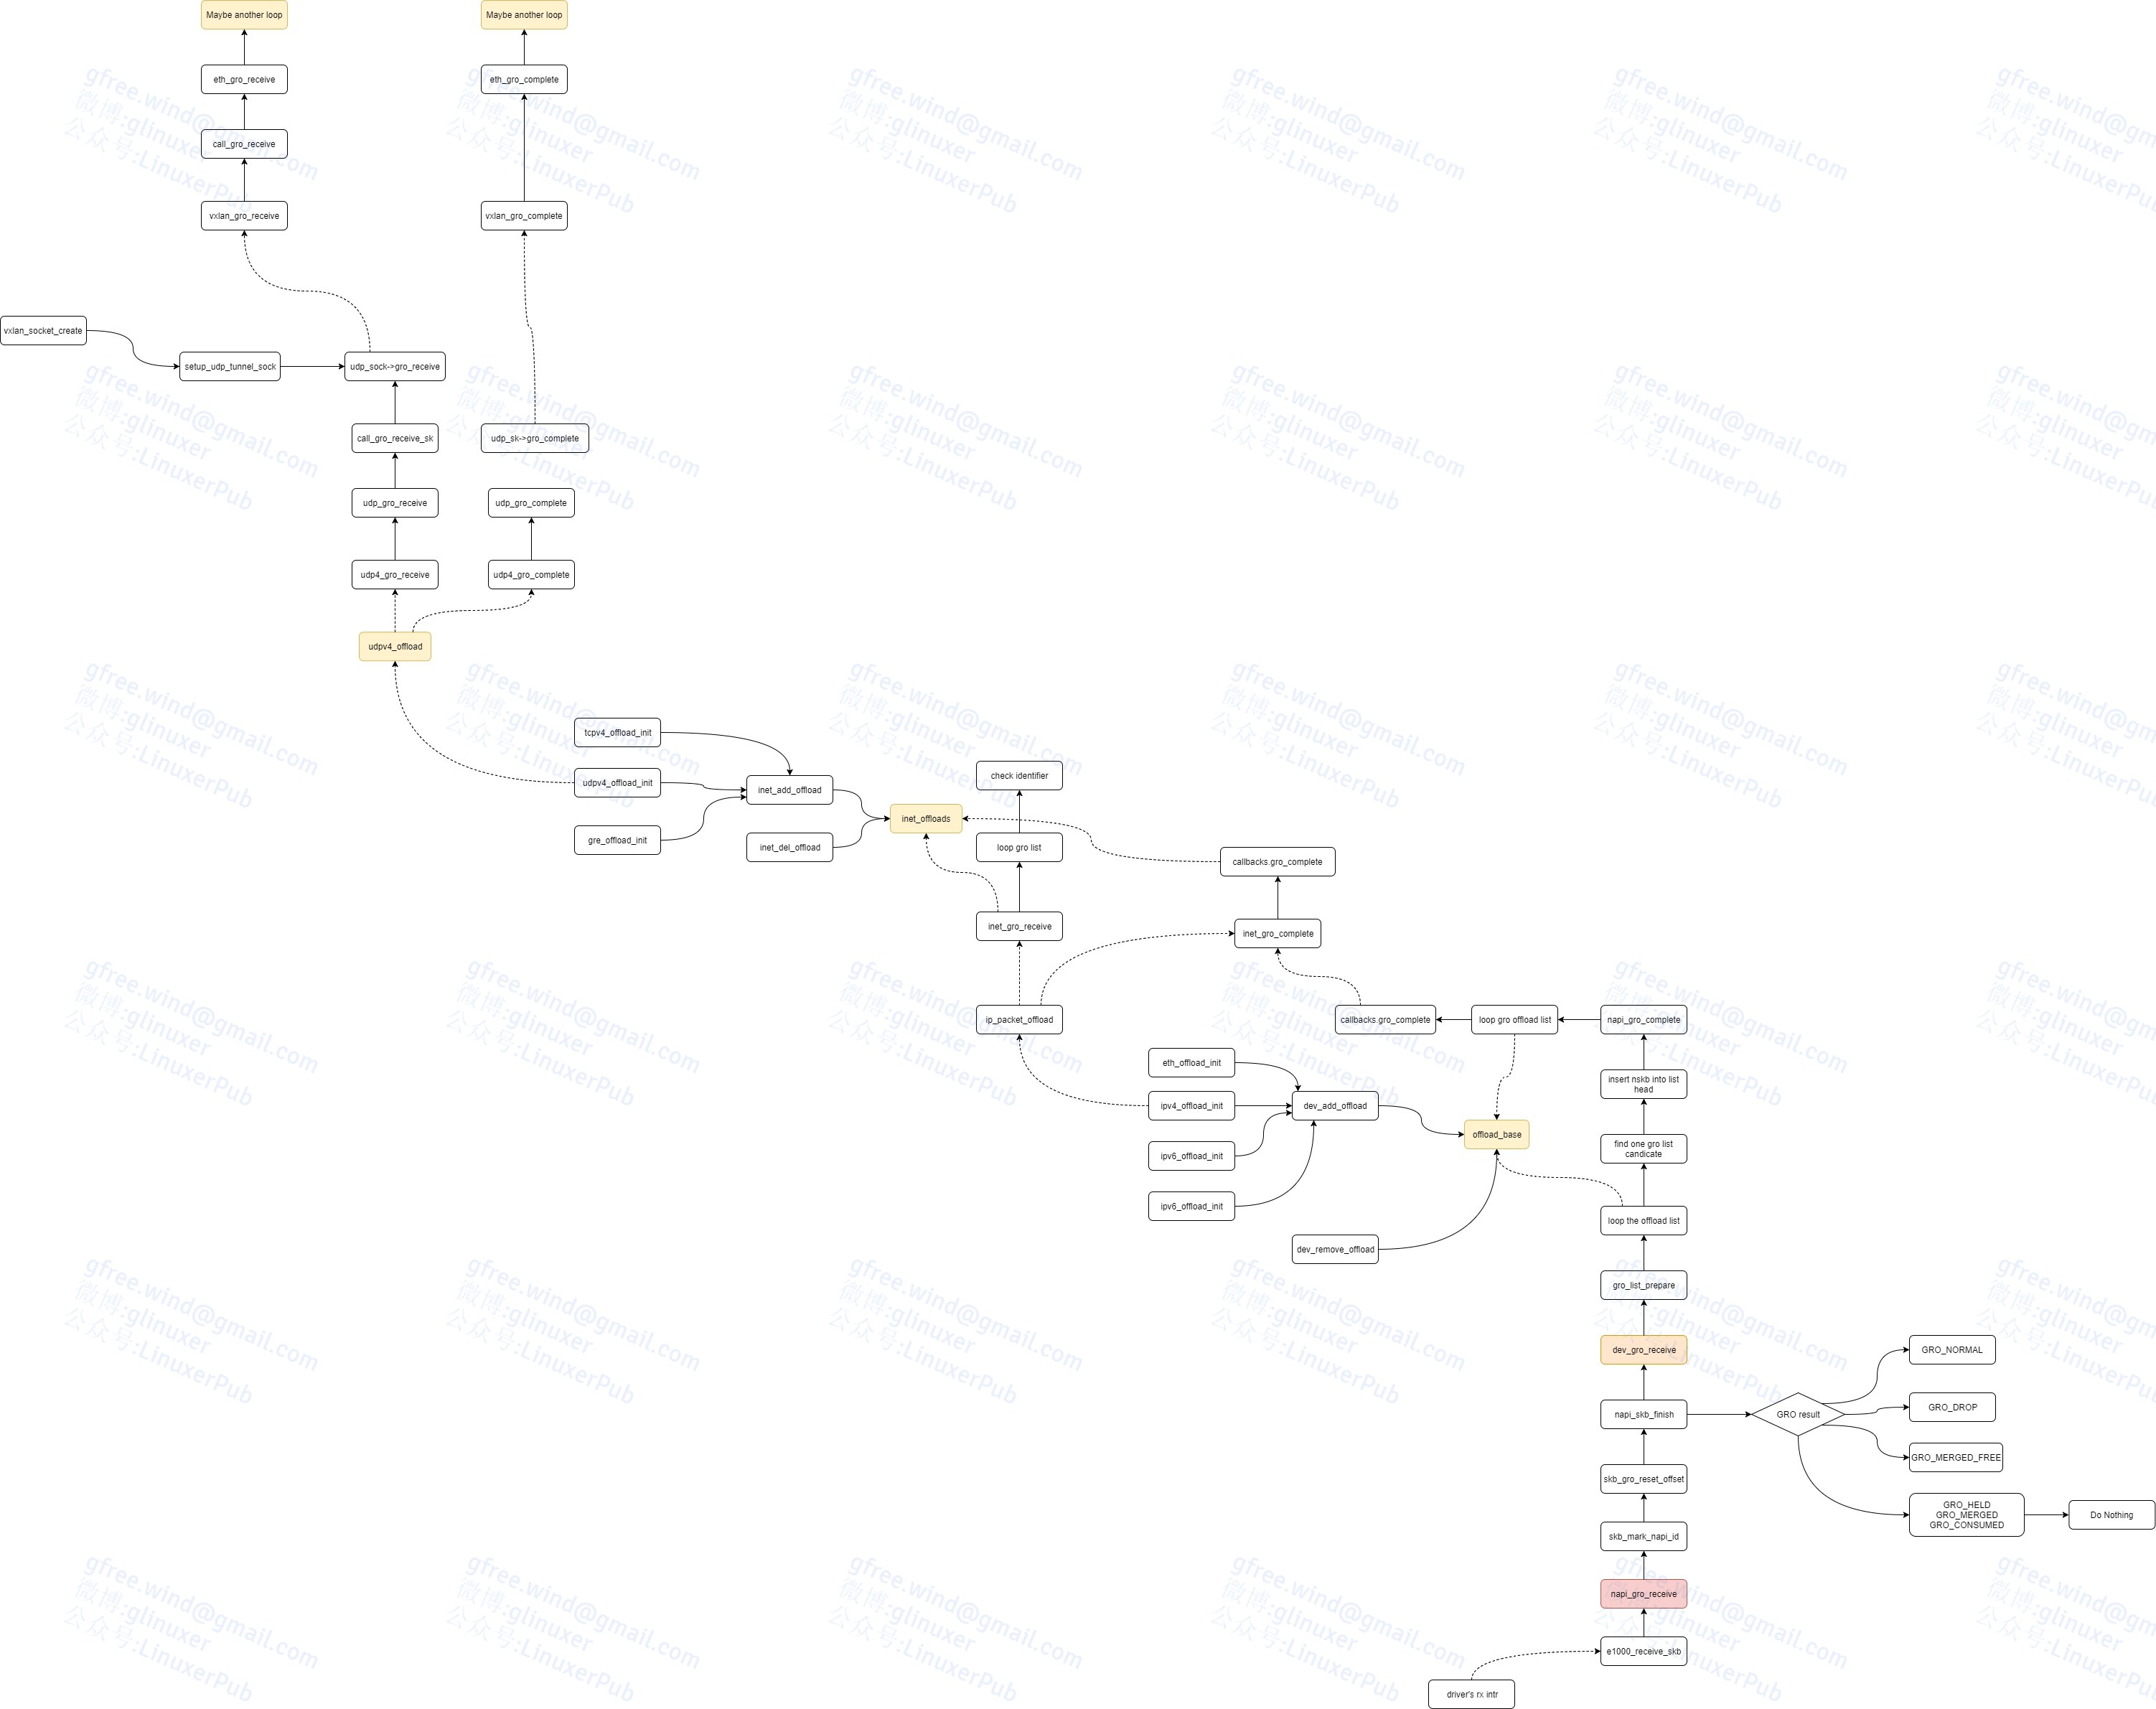 Maybe another loop
Maybe another loop
eth_gro_receive
eth_gro_complete
call_gro_receive
vxlan_gro_receive
vxlan_gro_complete
vxlan_socket_create
setup_udp_tunnel_sock
udp_sock->gro_receive
call_gro_receive_sk
udp_sk->gro_complete
udp_gro_receive
udp_gro_complete
udp4_gro_receive
udp4_gro_complete
udpv4_offload
tcpv4_offload_init
udpv4_offload_init
gre_offload_init
inet_add_offload
inet_del_offload
inet_offloads
check identifier
loop gro list
inet_gro_receive
callbacks.gro_complete
inet_gro_complete
ip_packet_offload
callbacks.gro_complete
loop gro offload list
napi_gro_complete
eth_offload_init
ipv4_offload_init
ipv6_offload_init
ipv6_offload_init
dev_add_offload
dev_remove_offload
offload_base
insert nskb into list
head
find one gro list
candicate
loop the offload list
gro_list_prepare
dev_gro_receive
napi_skb_finish
GRO result
GRO_NORMAL
GRO_DROP
GRO_MERGED_FREE
GRO_HELD
GRO_MERGED
GRO_CONSUMED
Do Nothing
skb_gro_reset_offset
skb_mark_napi_id
napi_gro_receive
e1000_receive_skb
driver's rx intr
gfree.wind@gmail.com
微博:glinuxer
公众号:LinuxerPub